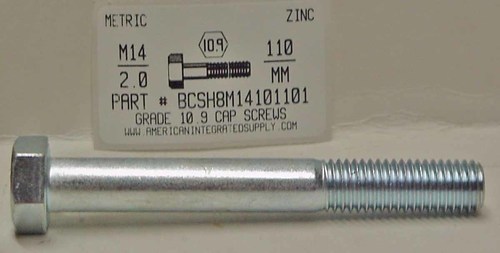 METRIC ZINC
M14 10.9 110
2.0 MM
PART # BCSH8M14101101
GRADE 10.9 CAP SCREWS
WWW.AMERICANINTEGRATEDSUPPLY.COM